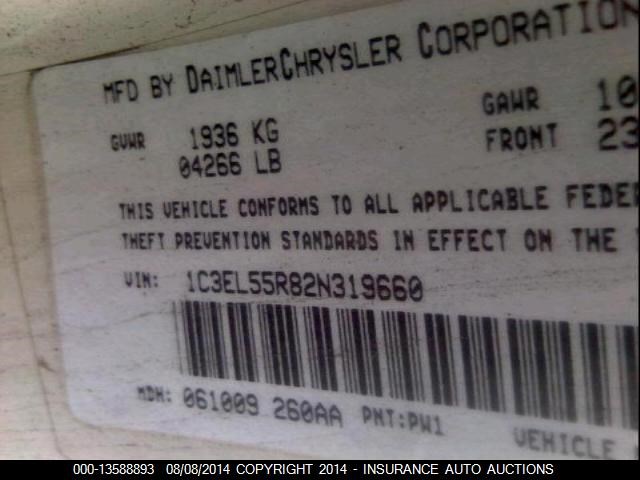 MFD BY DAIMLERCHRYSLER CORPORATION
GVWR 1936 KG GAWR 10
04266 LB FRONT 23
THIS VEHICLE CONFORMS TO ALL APPLICABLE FEDE
THEFT PREVENTION STANDARDS IN EFFECT ON THE
VIN: 1C3EL55R82N319660
MDH: 061009 260AA PNT:PW1
VEHICLE
000-13588893 08/08/2014 COPYRIGHT 2014 - INSURANCE AUTO AUCTIONS